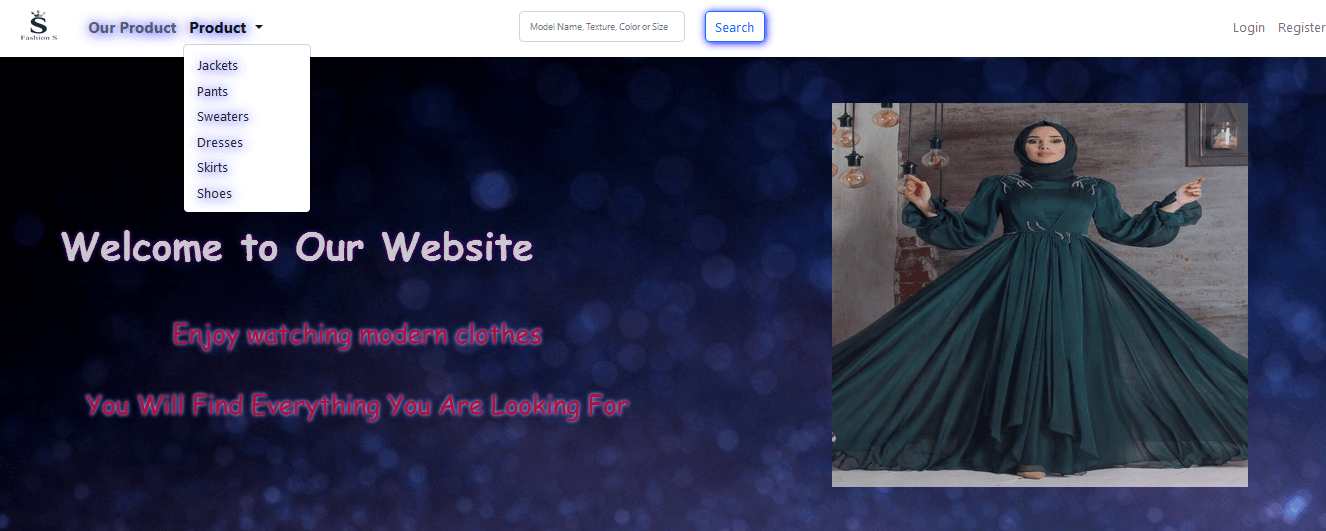 S
Fashion S
Our Product
Product
Model Name, Texture, Color or Size
Search
Login
Register
Jackets
Pants
Sweaters
Dresses
Skirts
Shoes
Welcome to Our Website
Enjoy watching modern clothes
You Will Find Everything You Are Looking For